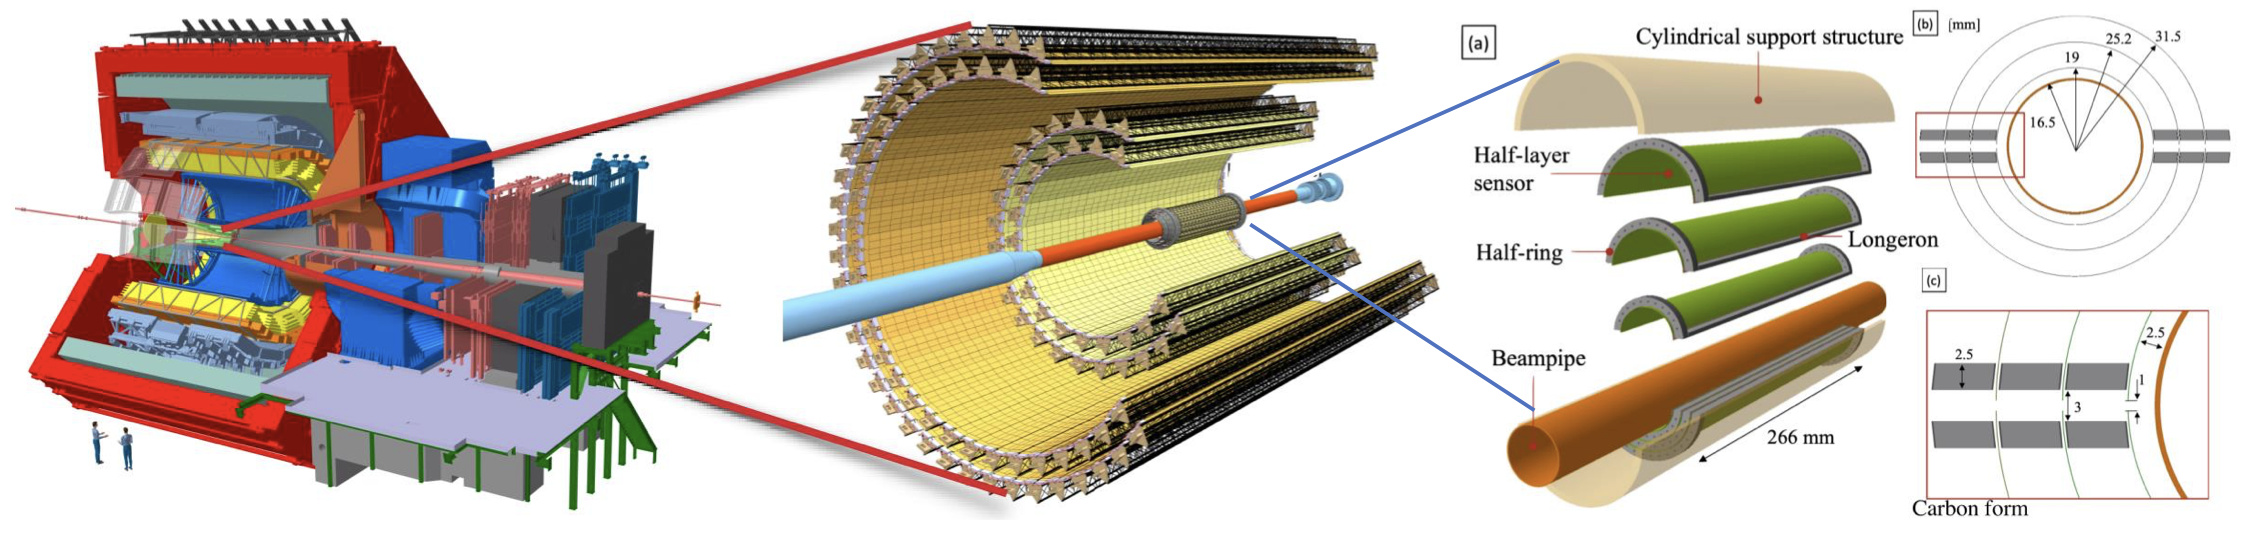 (a)
Cylindrical support structure
Half-layer
sensor
Half-ring
Longeron
Beampipe
266 mm
(b)
[mm]
31.5
25.2
19
16.5
(c)
2.5
2.5
1
3
Carbon form